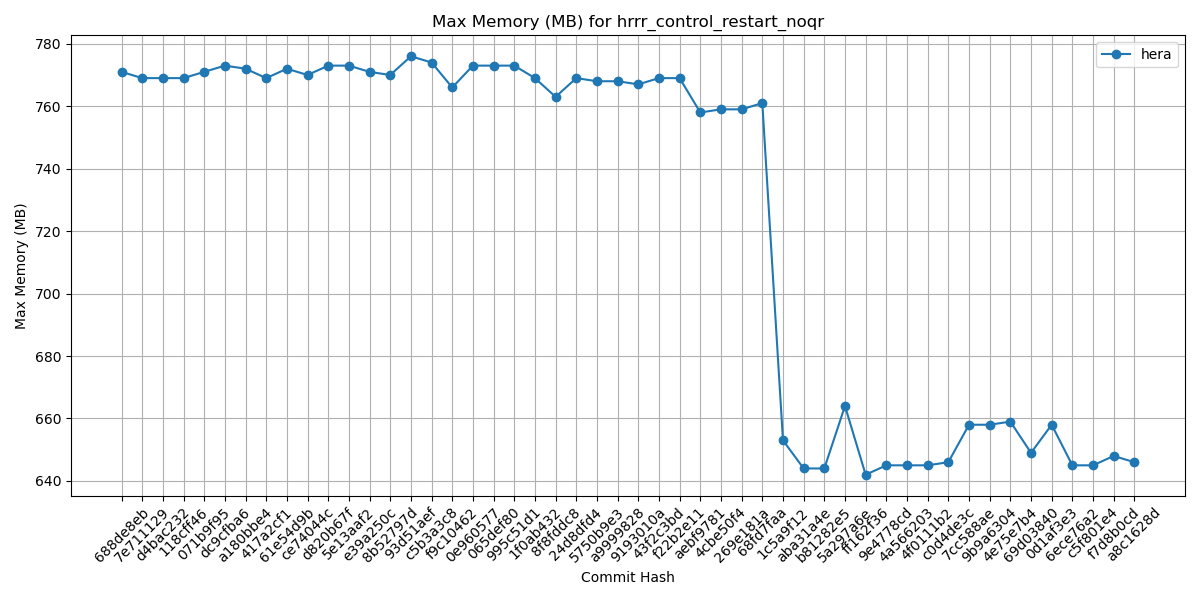 Max Memory (MB) for hrrr_control_restart_noqr
hera
Max Memory (MB)
780
760
740
720
700
680
660
640
688de8eb
7e711129
d4bac232
118cff46
071b9f95
dc9cfba6
a180bbe4
417a2cf1
61e54d9b
ce74044c
d820b67f
5e13aaf2
e39a250c
8b52797d
93d51aef
c5b3a3c8
f9c10462
0e960577
065def80
995c51d1
1f0ab432
8f8fdfdc8
24d8dfd4
5750b9e3
a9999828
9193010a
43f253bd
f22b2e11
aebf9781
4cbe50f4
269e181a
68fd7faa
1c5a9f12
aba31a4e
b81282e5
5a297a6e
ff162f36
9e4778cd
4a566203
4f011b2
c0d4de3c
7cc588ae
9b9a6304
4e75e7b4
69d03840
0d1af3e3
6ece76a2
c5f801e4
f7d8b0cd
a8c1628d
Commit Hash